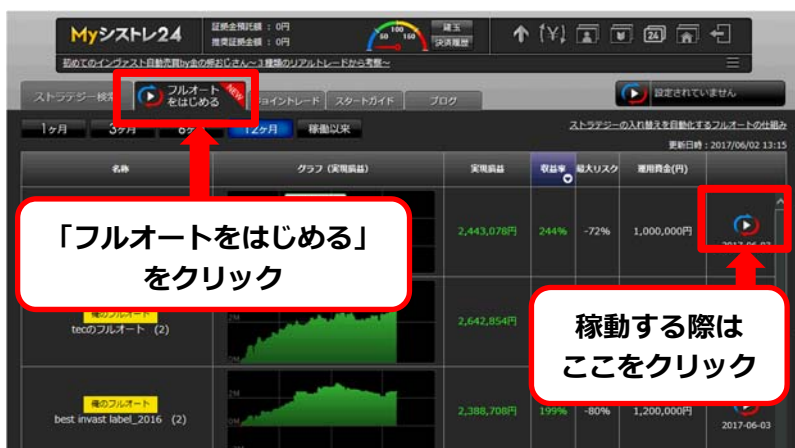 Myシストレ24
証拠金預託額 : 0円
推奨証拠金額 : 0円
50 100 150
建玉
決済履歴
初めてのインヴァスト自動売買by金の姫おじさん~3種類のリアルトレードから考察~
ストラテジー検索
フルオート
をはじめる
NEW
ジョイントレード
スタートガイド
ブログ
設定されていません
1ヶ月
3ヶ月
12ヶ月
稼働以来
ストラテジーの入れ替えを自動化するフルオートの仕組み
更新日時 : 2017/06/02 13:15
名称
グラフ (実現損益)
実現損益
収益率
最大リスク
運用資金(円)
「フルオートをはじめる」
をクリック
2,443,078円
244%
-72%
1,000,000円
俺のフルオート
tecのフルオート (2)
2M
0M
2,642,854円
稼動する際は
ここをクリック
俺のフルオート
best invast label_2016 (2)
2M
0M
2,388,708円
199%
-80%
1,200,000円
2017-06-03